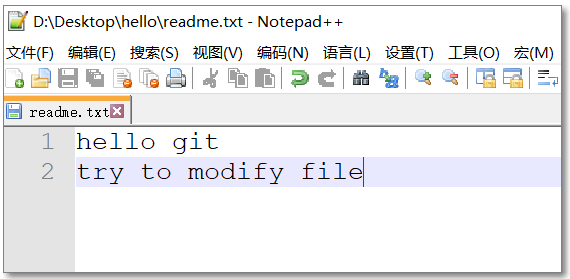 D:\Desktop\hello\readme.txt - Notepad++
文件(F) 编辑(E) 搜索(S) 视图(V) 编码(N) 语言(L) 设置(T) 工具(O) 宏(M)
readme.txt
1 hello git
2 try to modify file